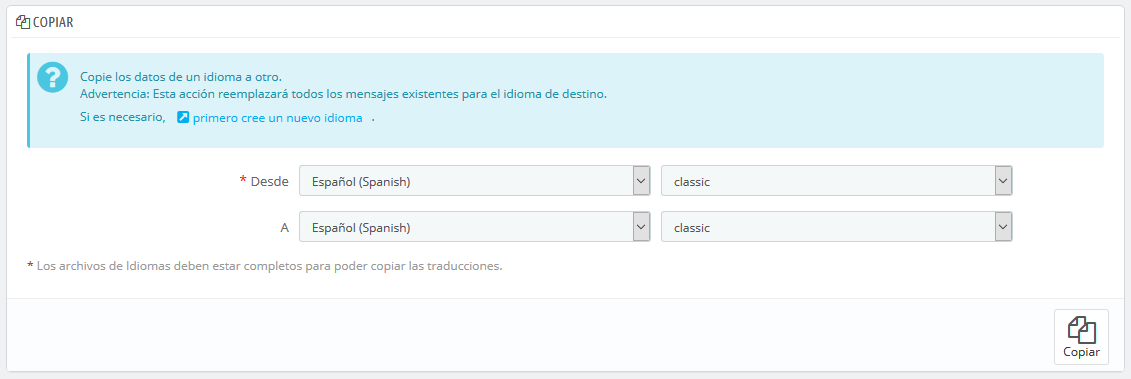 COPIAR
Copie los datos de un idioma a otro.
Advertencia: Esta acción reemplazará todos los mensajes existentes para el idioma de destino.
Si es necesario, primero cree un nuevo idioma .
* Desde Español (Spanish) classic
A Español (Spanish) classic
* Los archivos de Idiomas deben estar completos para poder copiar las traducciones.
Copiar